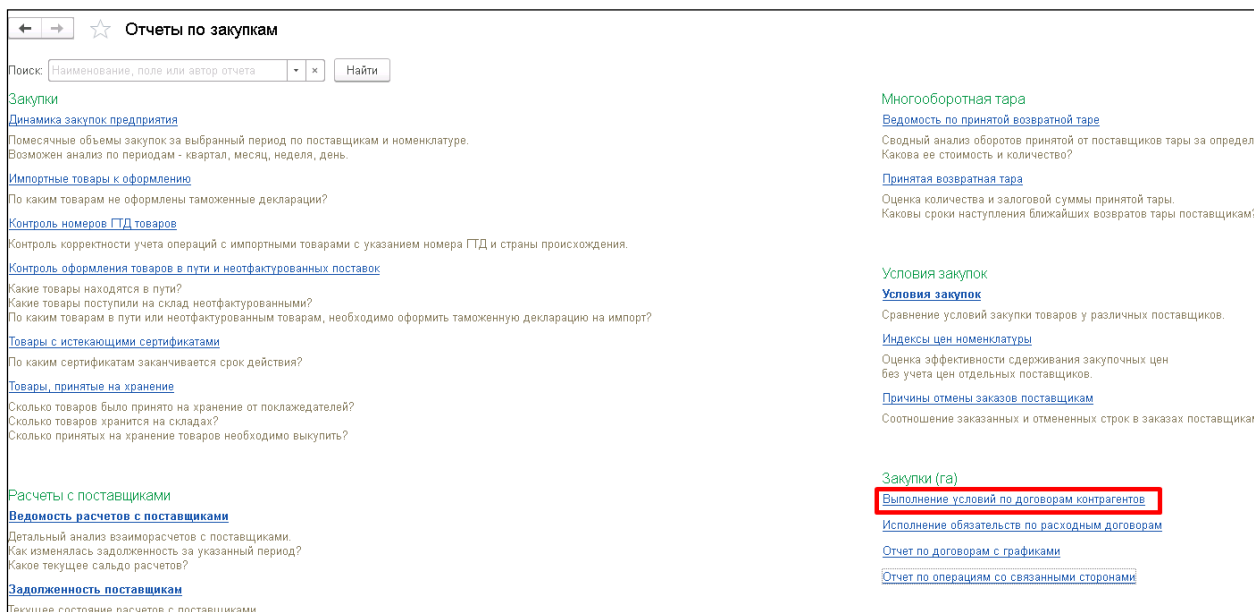 Отчеты по закупкам
Поиск: Наименование, поле или автор отчета Найти
Закупки
Динамика закупок предприятия
Помесячные объемы закупок за выбранный период по поставщикам и номенклатуре.
Возможен анализ по периодам - квартал, месяц, неделя, день.
Импортные товары к оформлению
По каким товарам не оформлены таможенные декларации?
Контроль номеров ГТД товаров
Контроль корректности учета операций с импортными товарами с указанием номера ГТД и страны происхождения.
Контроль оформления товаров в пути и неотфактурованных поставок
Какие товары находятся в пути?
Какие товары поступили на склад неотфактурованными?
По каким товарам в пути или неотфактурованным товарам, необходимо оформить таможенную декларацию на импорт?
Товары с истекающими сертификатами
По каким сертификатам заканчивается срок действия?
Товары, принятые на хранение
Сколько товаров было принято на хранение от поклажедателей?
Сколько товаров хранится на складах?
Сколько принятых на хранение товаров необходимо выкупить?
Расчеты с поставщиками
Ведомость расчетов с поставщиками
Детальный анализ взаиморасчетов с поставщиками.
Как изменялась задолженность за указанный период?
Какое текущее сальдо расчетов?
Задолженность поставщикам
Текущее состояние расчетов с поставщиками
Многооборотная тара
Ведомость по принятой возвратной таре
Сводный анализ оборотов принятой от поставщиков тары за определ
Какова ее стоимость и количество?
Принятая возвратная тара
Оценка количества и залоговой суммы принятой тары.
Каковы сроки наступления ближайших возвратов тары поставщикам?
Условия закупок
Условия закупок
Сравнение условий закупки товаров у различных поставщиков.
Индексы цен номенклатуры
Оценка эффективности сдерживания закупочных цен
без учета цен отдельных поставщиков.
Причины отмены заказов поставщикам
Соотношение заказанных и отмененных строк в заказах поставщикам
Закупки (га)
Выполнение условий по договорам контрагентов
Исполнение обязательств по расходным договорам
Отчет по договорам с графиками
Отчет по операциям со связанными сторонами